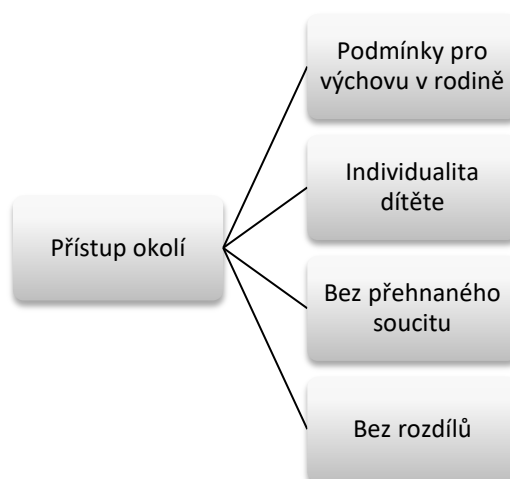 Podmínky pro
výchovu v rodině
Individualita
dítěte
Přístup okolí
Bez přehnaného
soucitu
Bez rozdílů